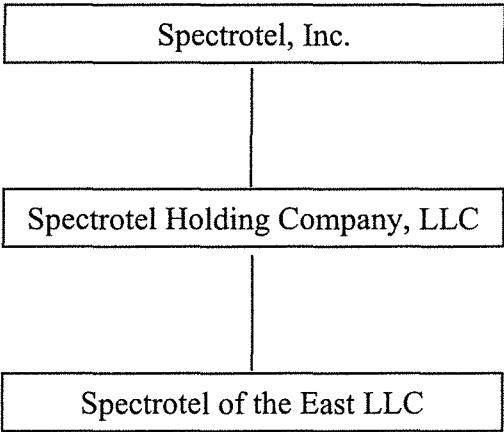 Spectrotel, Inc.
Spectrotel Holding Company, LLC
Spectrotel of the East LLC